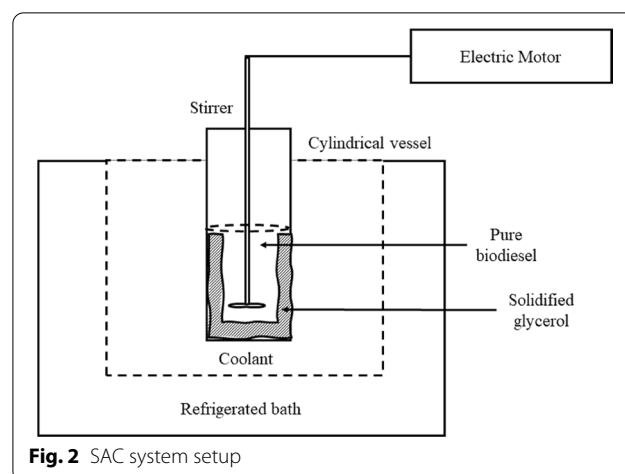 Electric Motor
Stirrer
Cylindrical vessel
Pure
biodiesel
Solidified
glycerol
Coolant
Refrigerated bath
Fig. 2 SAC system setup